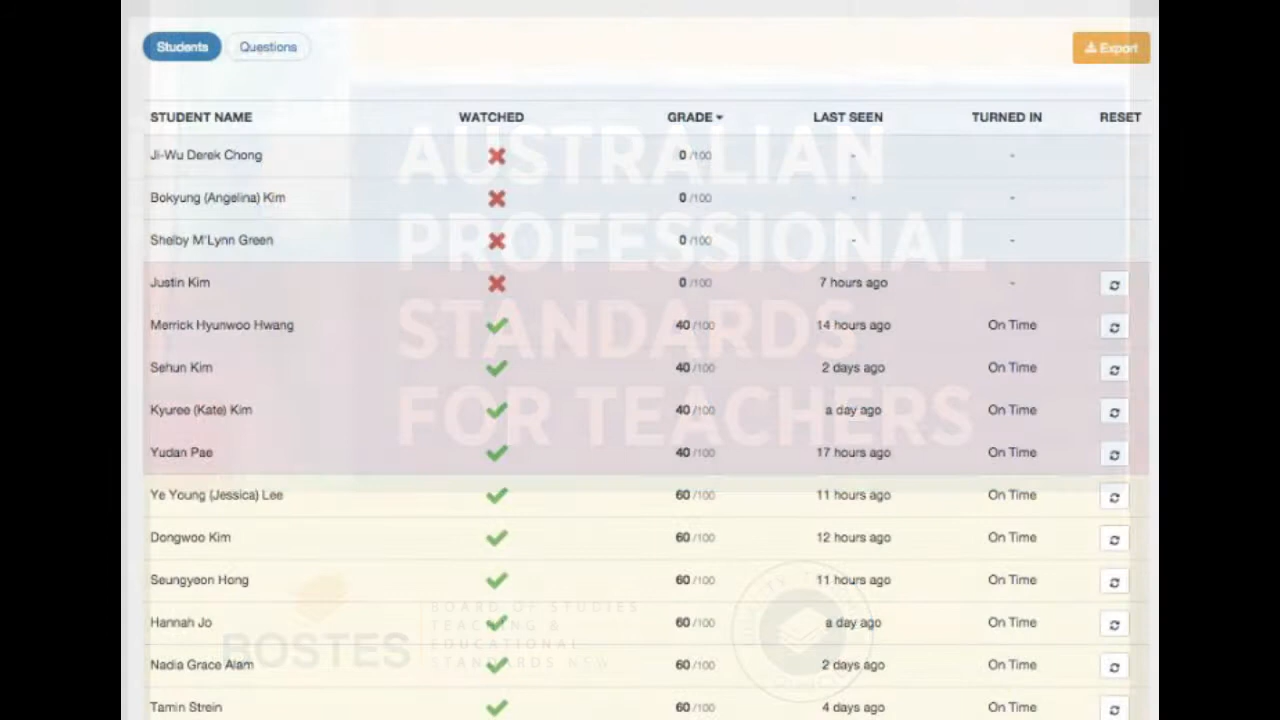 Students Questions Export
STUDENT NAME WATCHED GRADE LAST SEEN TURNED IN RESET
Ji-Wu Derek Chong 0 /100 - -
Bokyung (Angelina) Kim 0 /100 - -
Shelby M'Lynn Green 0 /100 - -
Justin Kim 0 /100 7 hours ago -
Merrick Hyunwoo Hwang 40 /100 14 hours ago On Time
Sehun Kim 40 /100 2 days ago On Time
Kyuree (Kate) Kim 40 /100 a day ago On Time
Yudan Pae 40 /100 17 hours ago On Time
Ye Young (Jessica) Lee 60 /100 11 hours ago On Time
Dongwoo Kim 60 /100 12 hours ago On Time
Seungyeon Hong 60 /100 11 hours ago On Time
Hannah Jo 60 /100 a day ago On Time
Nadia Grace Alam 60 /100 2 days ago On Time
Tamin Strein 60 /100 4 days ago On Time
AUSTRALIAN
PROFESSIONAL
STANDARDS
FOR TEACHERS
BOSTES
BOARD OF STUDIES
TEACHING &
EDUCATIONAL
STANDARDS NSW